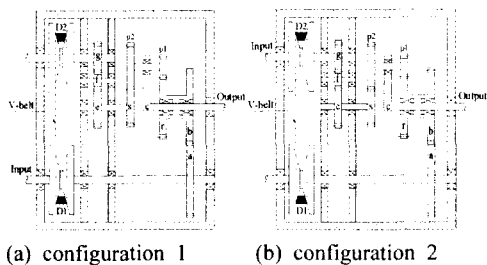 D2
p2
p1
g
f
V-belt
e
s
c
Output
r
b
a
Input
D1
D2
Input
p2
p1
g
f
V-belt
e
s
c
Output
r
b
a
D1
(a) configuration 1
(b) configuration 2